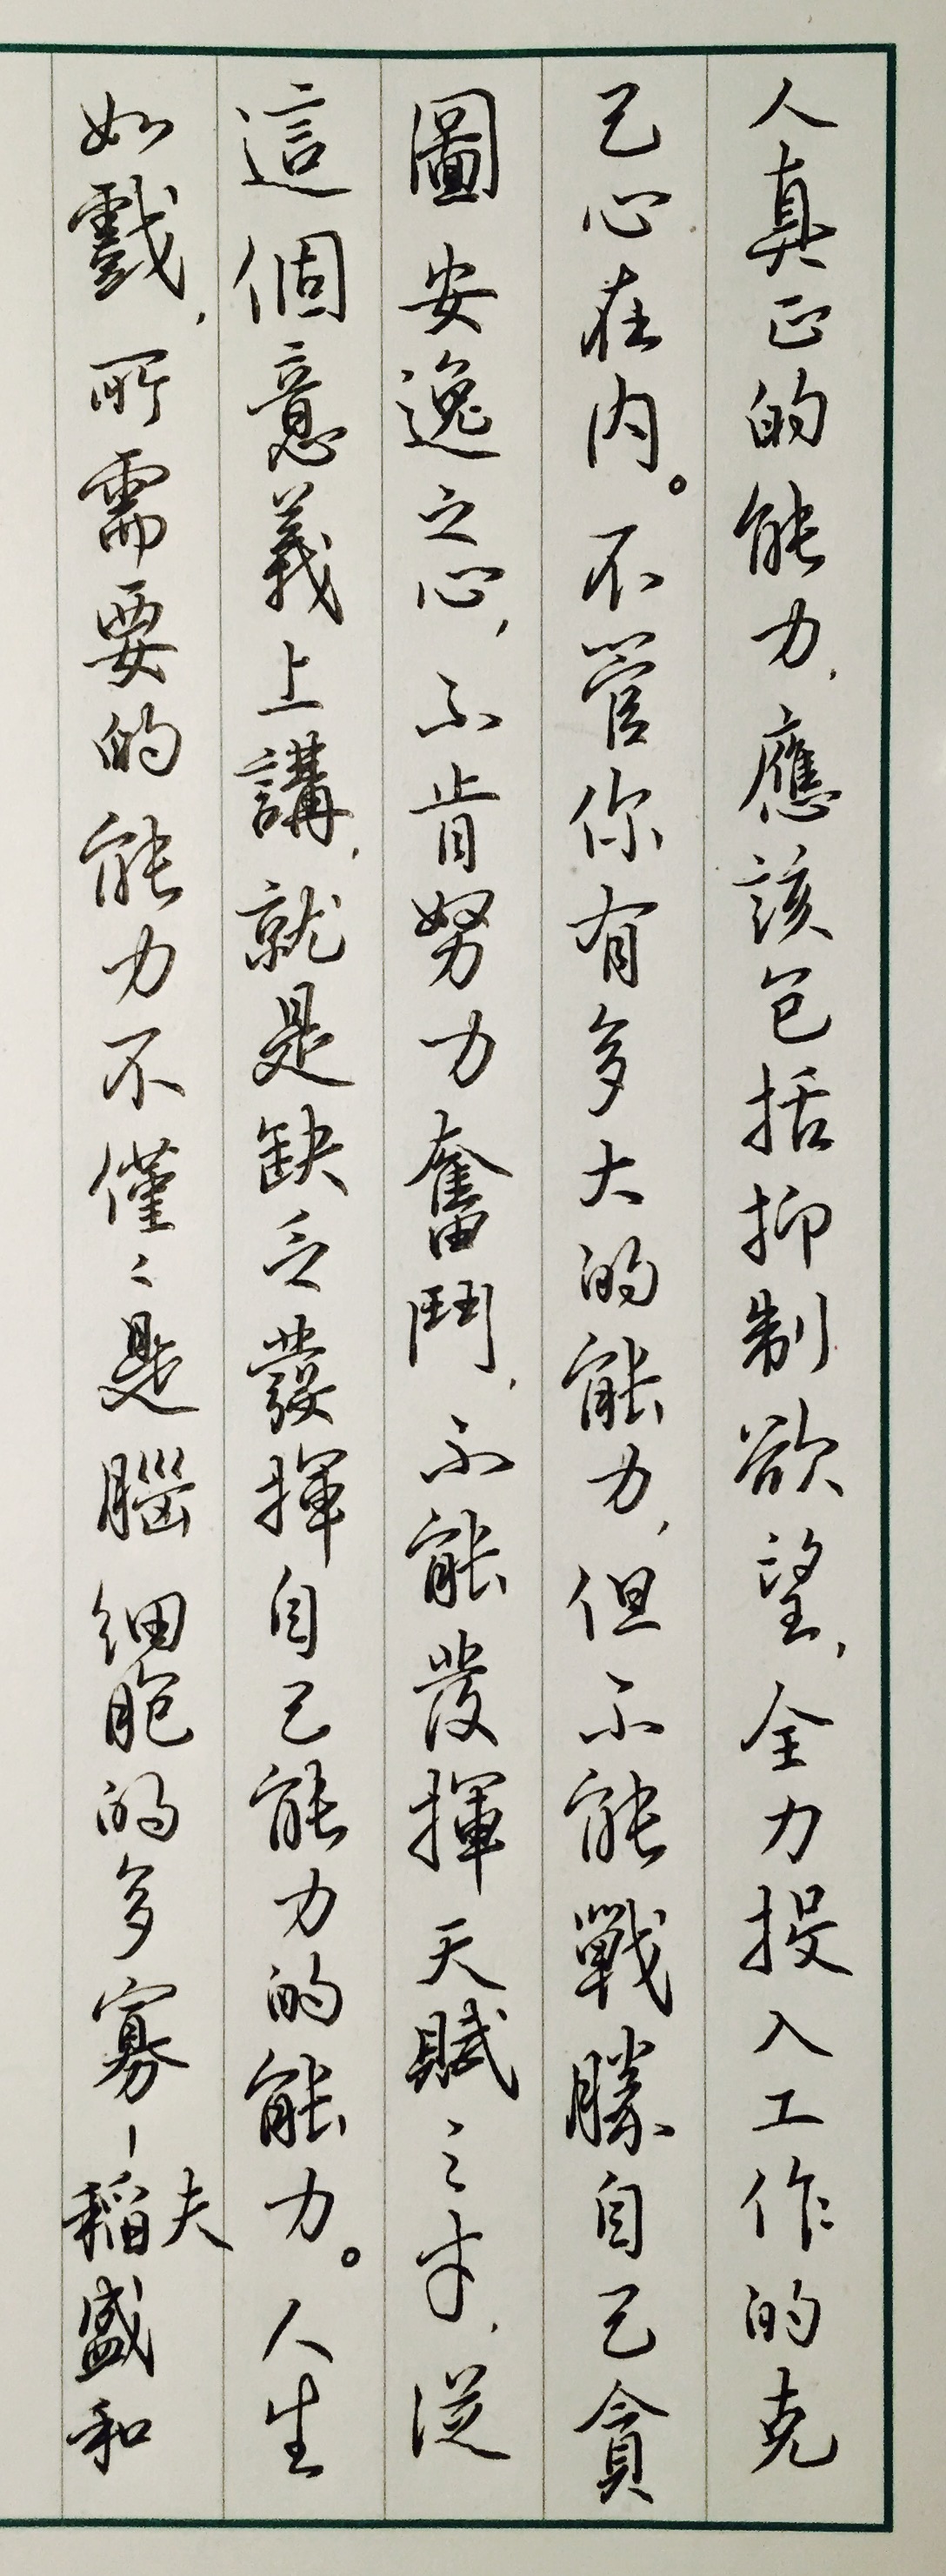 人真正的能力，應該包括抑制欲望，全力投入工作的克
己心在内。不管你有多大的能力，但不能戰勝自己貪
圖安逸之心，不肯努力奮鬥，不能發揮天賦之才，從
這個意義上講，就是缺乏發揮自己能力的能力。人生
如戲，所需要的能力不僅僅是腦細胞的多寡-稻盛和
夫